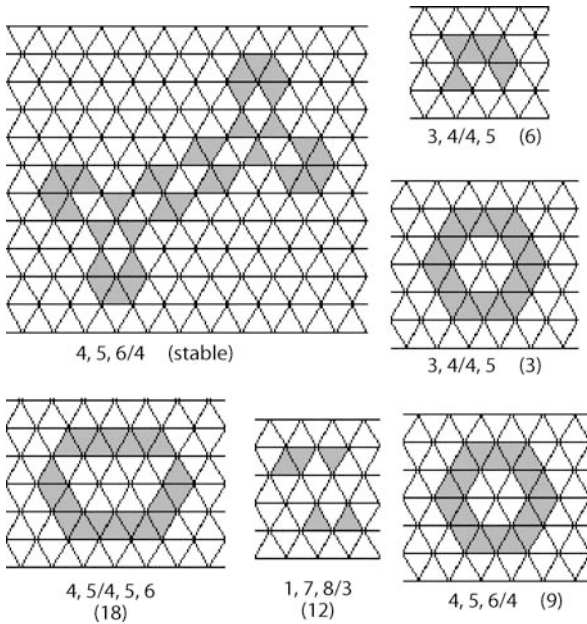 3, 4/4, 5 (6)
4, 5, 6/4 (stable)
3, 4/4, 5 (3)
4, 5/4, 5, 6
(18)
1, 7, 8/3
(12)
4, 5, 6/4 (9)